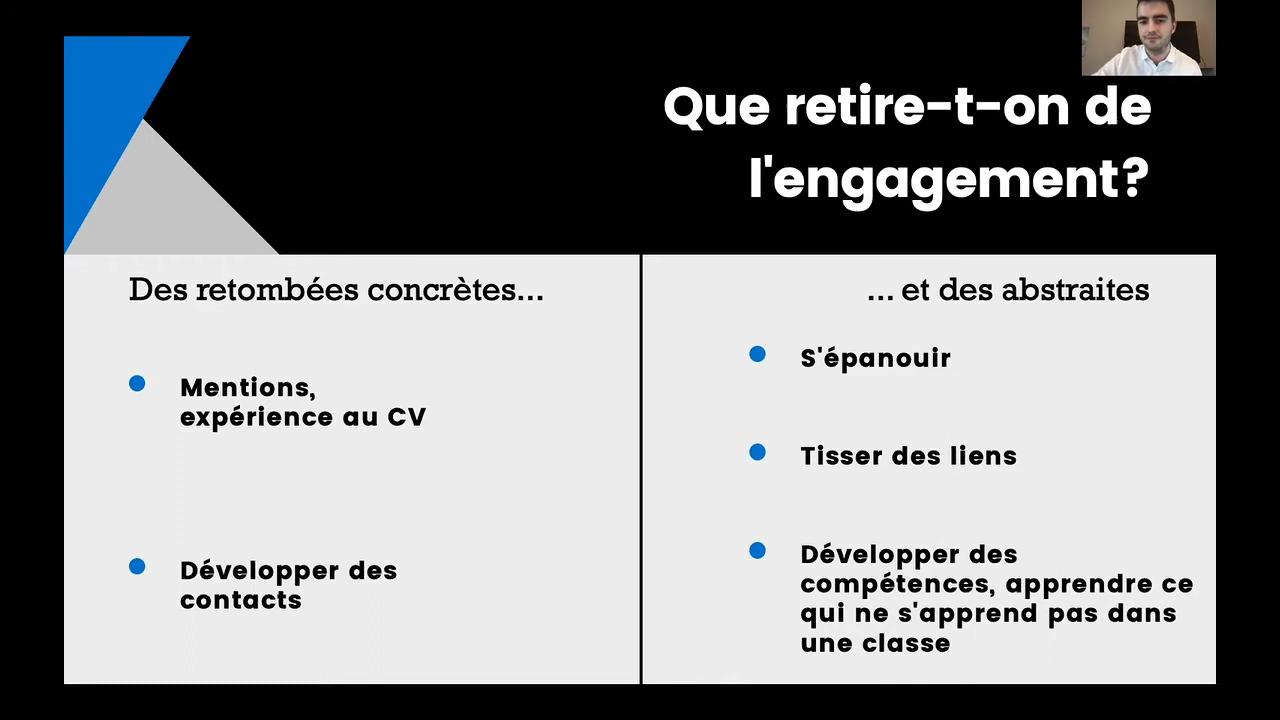 Que retire-t-on de
l'engagement?
Des retombées concrètes...
Mentions,
expérience au CV
Développer des
contacts
... et des abstraites
S'épanouir
Tisser des liens
Développer des
compétences, apprendre ce
qui ne s'apprend pas dans
une classe